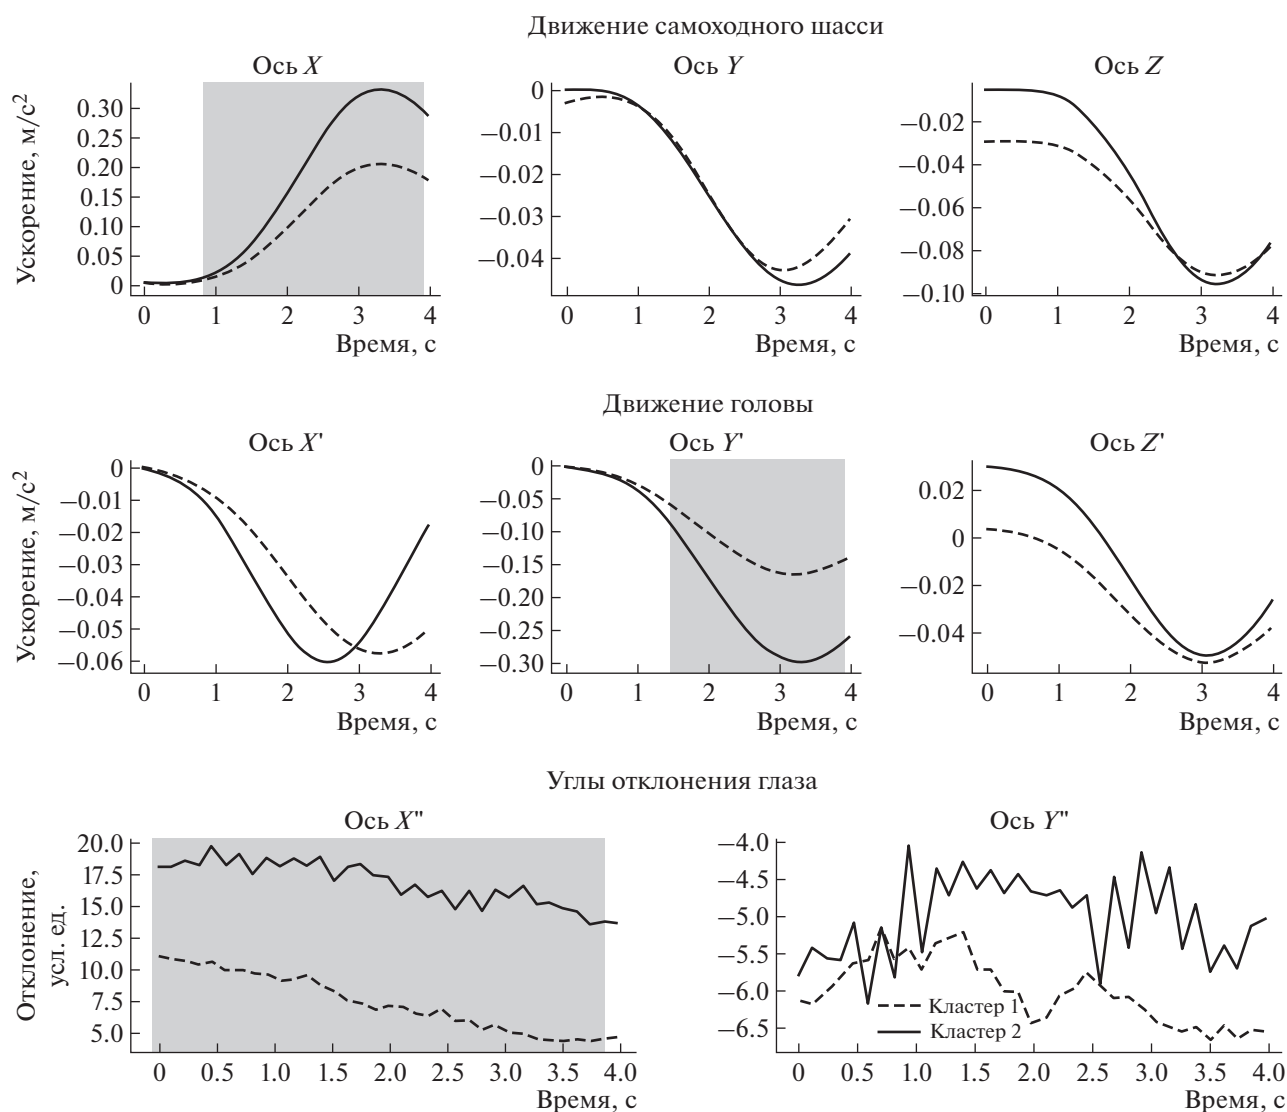 Движение самоходного шасси
Ось X
Ось Y
Ось Z
Ускорение, м/с²
0.30
0.25
0.20
0.15
0.10
0.05
0
0 1 2 3 4
Время, с
0
−0.01
−0.02
−0.03
−0.04
0 1 2 3 4
Время, с
−0.02
−0.04
−0.06
−0.08
−0.10
0 1 2 3 4
Время, с
Движение головы
Ось X'
Ось Y'
Ось Z'
Ускорение, м/с²
0
−0.01
−0.02
−0.03
−0.04
−0.05
−0.06
0 1 2 3 4
Время, с
0
−0.05
−0.10
−0.15
−0.20
−0.25
−0.30
0 1 2 3 4
Время, с
0.02
0
−0.02
−0.04
0 1 2 3 4
Время, с
Углы отклонения глаза
Ось X"
Ось Y"
Отклонение,
усл. ед.
20.0
17.5
15.0
12.5
10.0
7.5
5.0
0 0.5 1.0 1.5 2.0 2.5 3.0 3.5 4.0
Время, с
−4.0
−4.5
−5.0
−5.5
−6.0
−6.5
Кластер 1
Кластер 2
0 0.5 1.0 1.5 2.0 2.5 3.0 3.5 4.0
Время, с